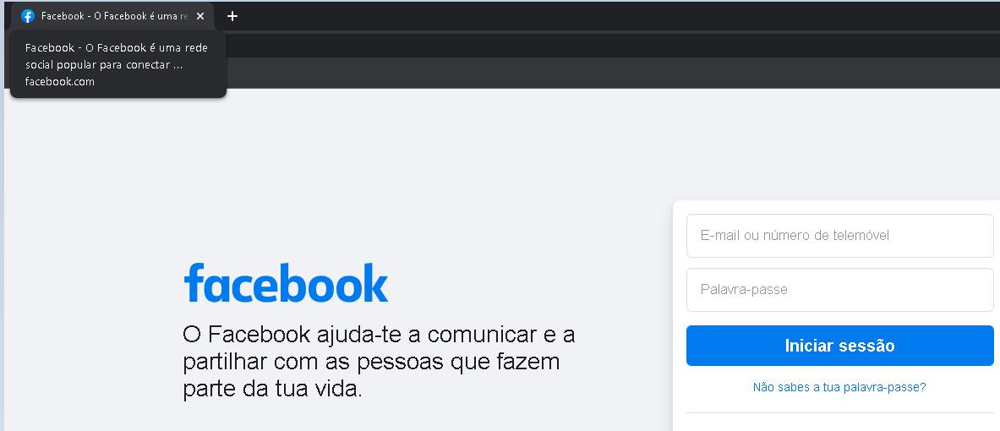 Facebook - O Facebook é uma re
Facebook - O Facebook é uma rede
social popular para conectar ...
facebook.com
facebook
O Facebook ajuda-te a comunicar e a
partilhar com as pessoas que fazem
parte da tua vida.
E-mail ou número de telemóvel
Palavra-passe
Iniciar sessão
Não sabes a tua palavra-passe?